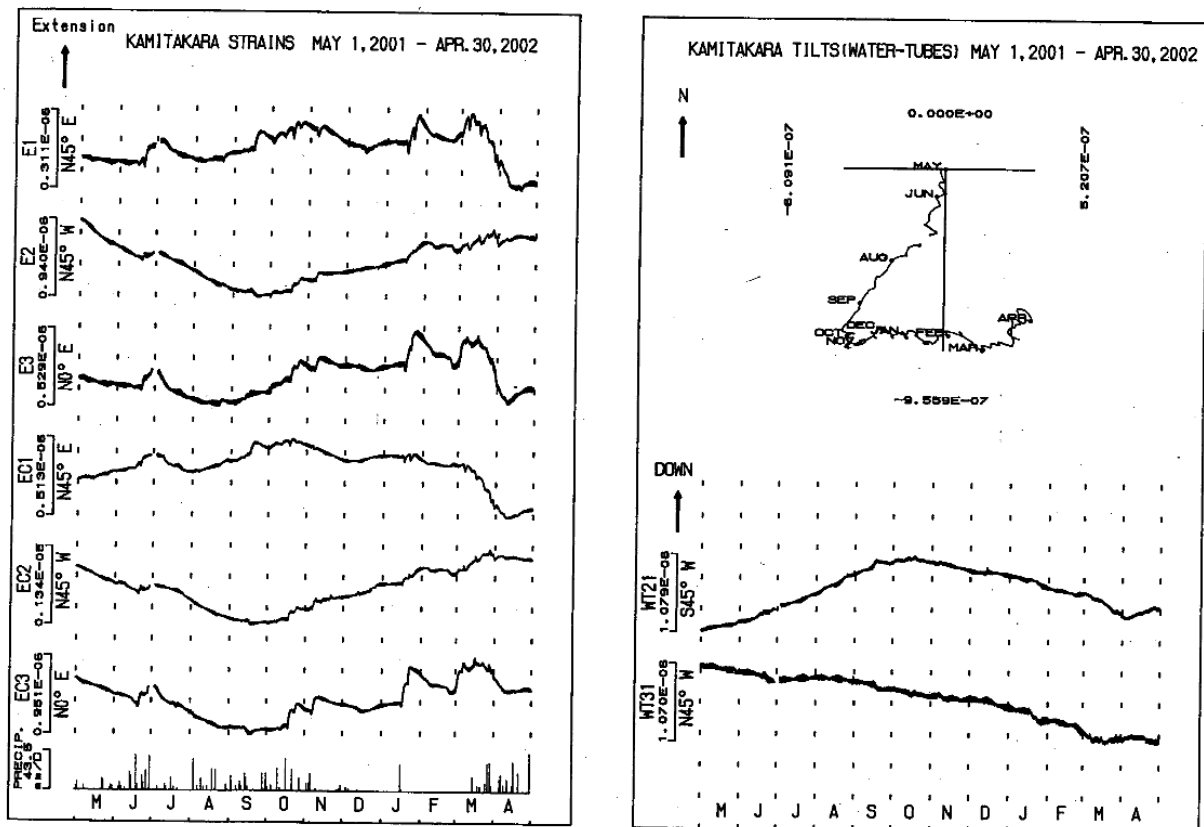 Extension
KAMITAKARA STRAINS MAY 1,2001 - APR.30,2002
E1
0.311E-06
N45° E
E2
0.940E-06
N45° W
E3
0.529E-06
N0° E
EC1
0.513E-06
N45° E
EC2
0.134E-05
N45° W
EC3
0.951E-06
N0° E
PRECIP.
43.5
mm/D
M J J A S O N D J F M A
KAMITAKARA TILTS(WATER-TUBES) MAY 1,2001 - APR.30,2002
N
0.000E+00
-6.091E-07
5.207E-07
MAY
JUN
AUG
SEP
OCT
DEC
JAN
FEB
APR
NOV
MAR
-9.559E-07
DOWN
WT21
1.079E-06
S45° W
WT31
1.070E-06
N45° W
M J J A S O N D J F M A